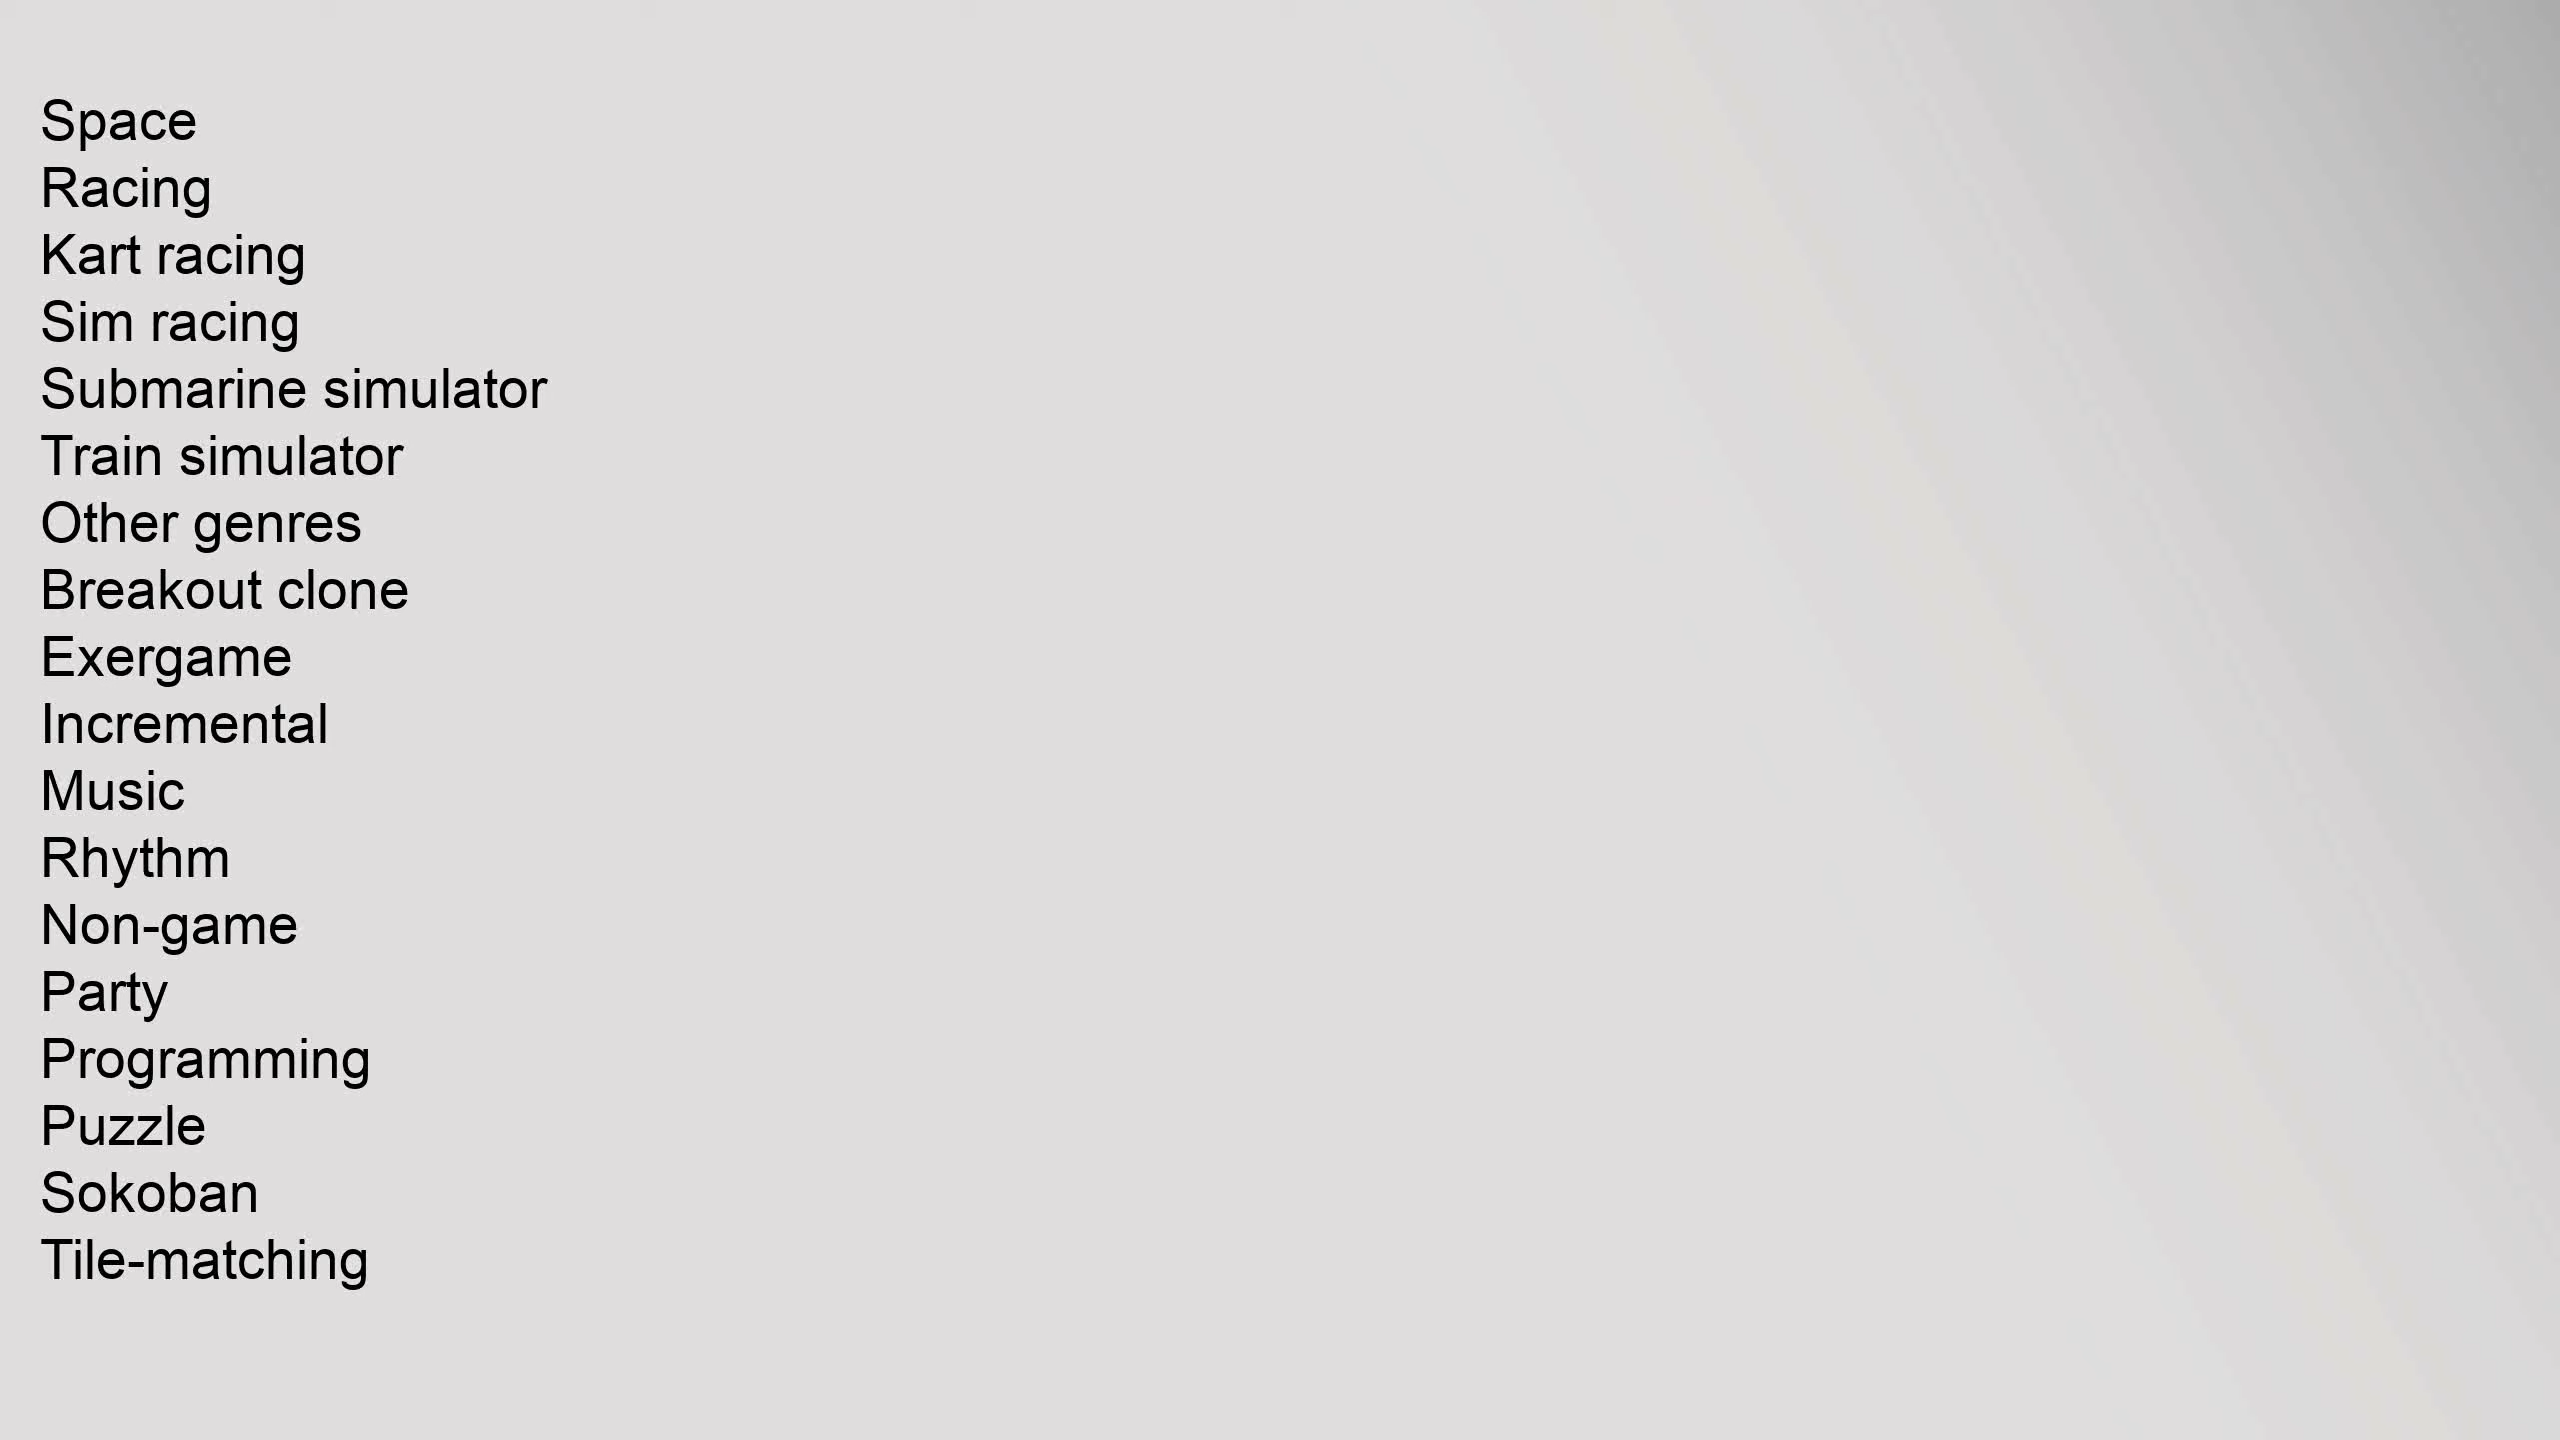 Space
Racing
Kart racing
Sim racing
Submarine simulator
Train simulator
Other genres
Breakout clone
Exergame
Incremental
Music
Rhythm
Non-game
Party
Programming
Puzzle
Sokoban
Tile-matching